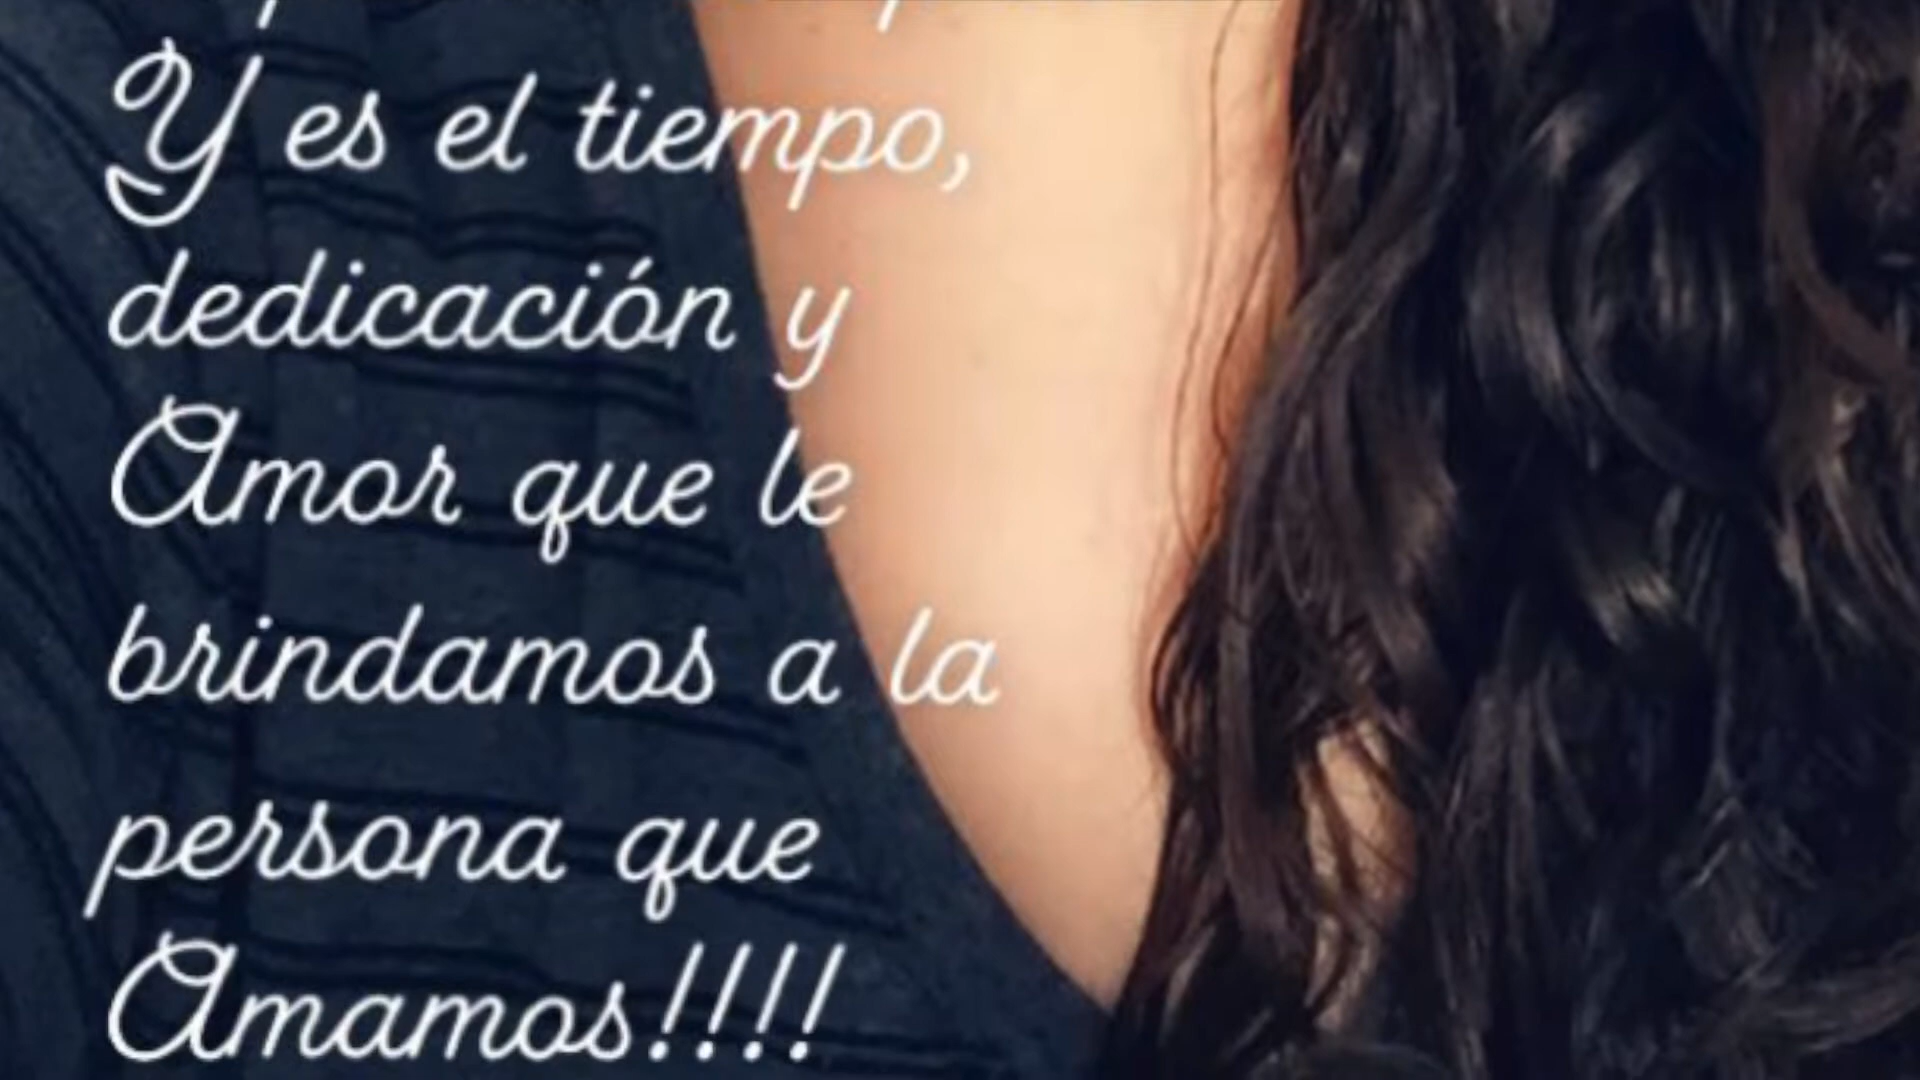 Y es el tiempo,
dedicación y
Amor que le
brindamos a la
persona que
Amamos!!!!